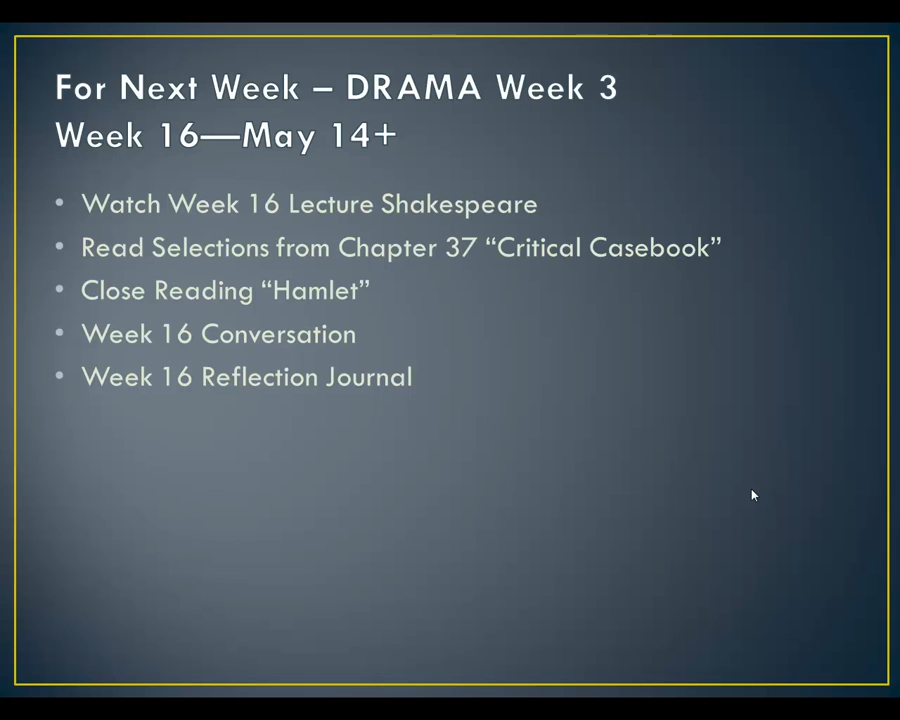 For Next Week – DRAMA Week 3
Week 16—May 14+
• Watch Week 16 Lecture Shakespeare
• Read Selections from Chapter 37 “Critical Casebook”
• Close Reading “Hamlet”
• Week 16 Conversation
• Week 16 Reflection Journal